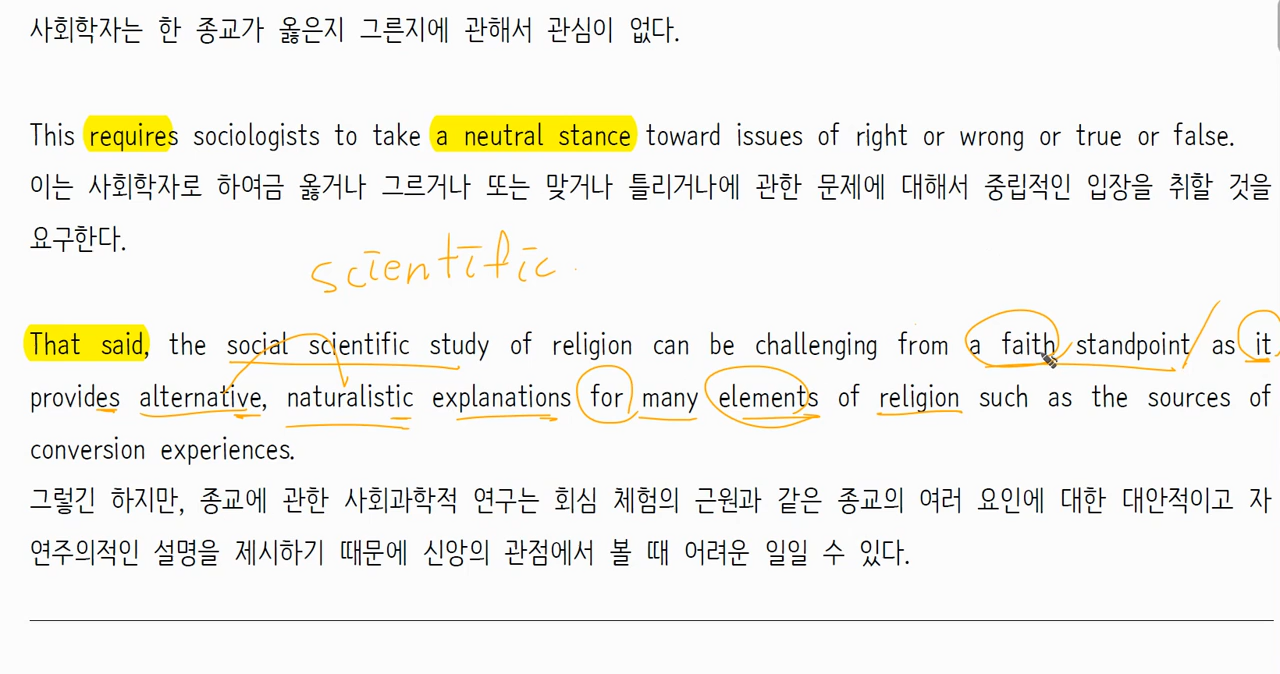 사회학자는 한 종교가 옳은지 그른지에 관해서 관심이 없다.
This requires sociologists to take a neutral stance toward issues of right or wrong or true or false.
이는 사회학자로 하여금 옳거나 그르거나 또는 맞거나 틀리거나에 관한 문제에 대해서 중립적인 입장을 취할 것을
요구한다.
scientific
That said, the social scientific study of religion can be challenging from a faith standpoint as it
provides alternative, naturalistic explanations for many elements of religion such as the sources of
conversion experiences.
그렇긴 하지만, 종교에 관한 사회과학적 연구는 회심 체험의 근원과 같은 종교의 여러 요인에 대한 대안적이고 자
연주의적인 설명을 제시하기 때문에 신앙의 관점에서 볼 때 어려운 일일 수 있다.